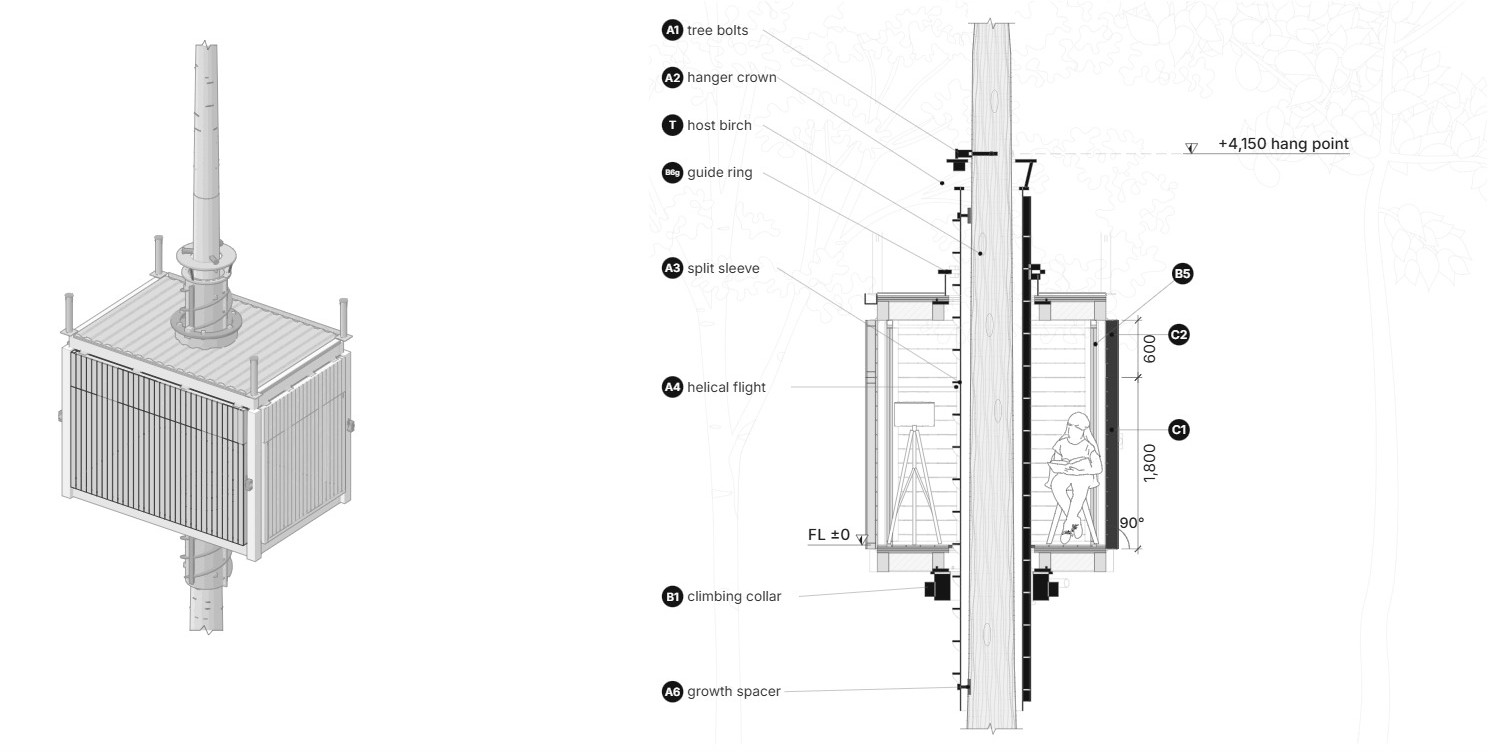 A1 tree bolts
A2 hanger crown
T host birch
+4,150 hang point
B6g guide ring
A3 split sleeve
B5
C2
600
A4 helical flight
C1
1,800
90°
FL ±0
B1 climbing collar
A6 growth spacer